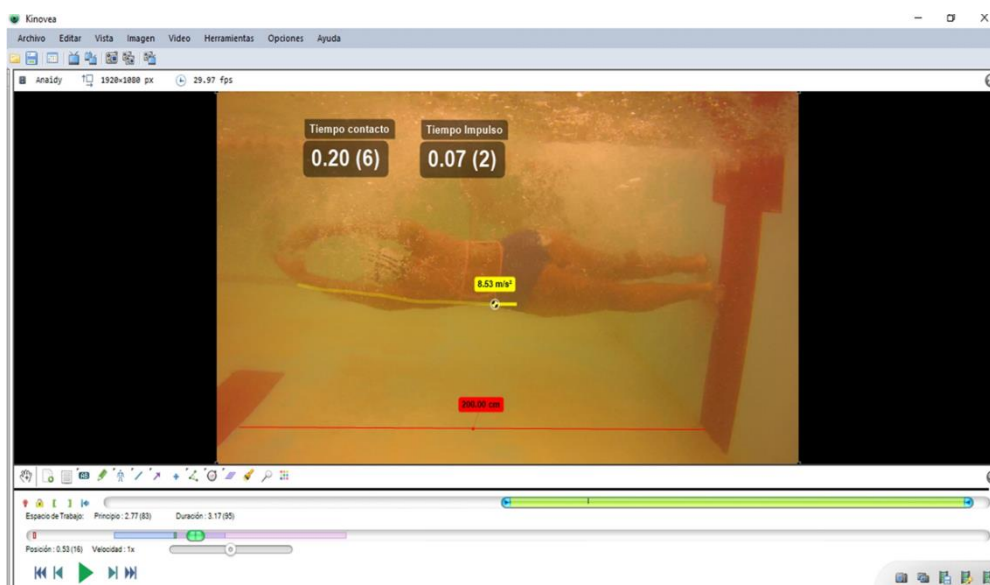 Kinovea
Archivo Editar Vista Imagen Video Herramientas Opciones Ayuda
Anaidy 1920×1080 px 29.97 fps
Tiempo contacto Tiempo Impulso
0.20 (6) 0.07 (2)
8.53 m/s²
200.00 cm
Espacio de Trabajo: Principio : 2.77 (83) Duración : 3.17 (95)
Posición : 0.53 (16) Velocidad : 1x